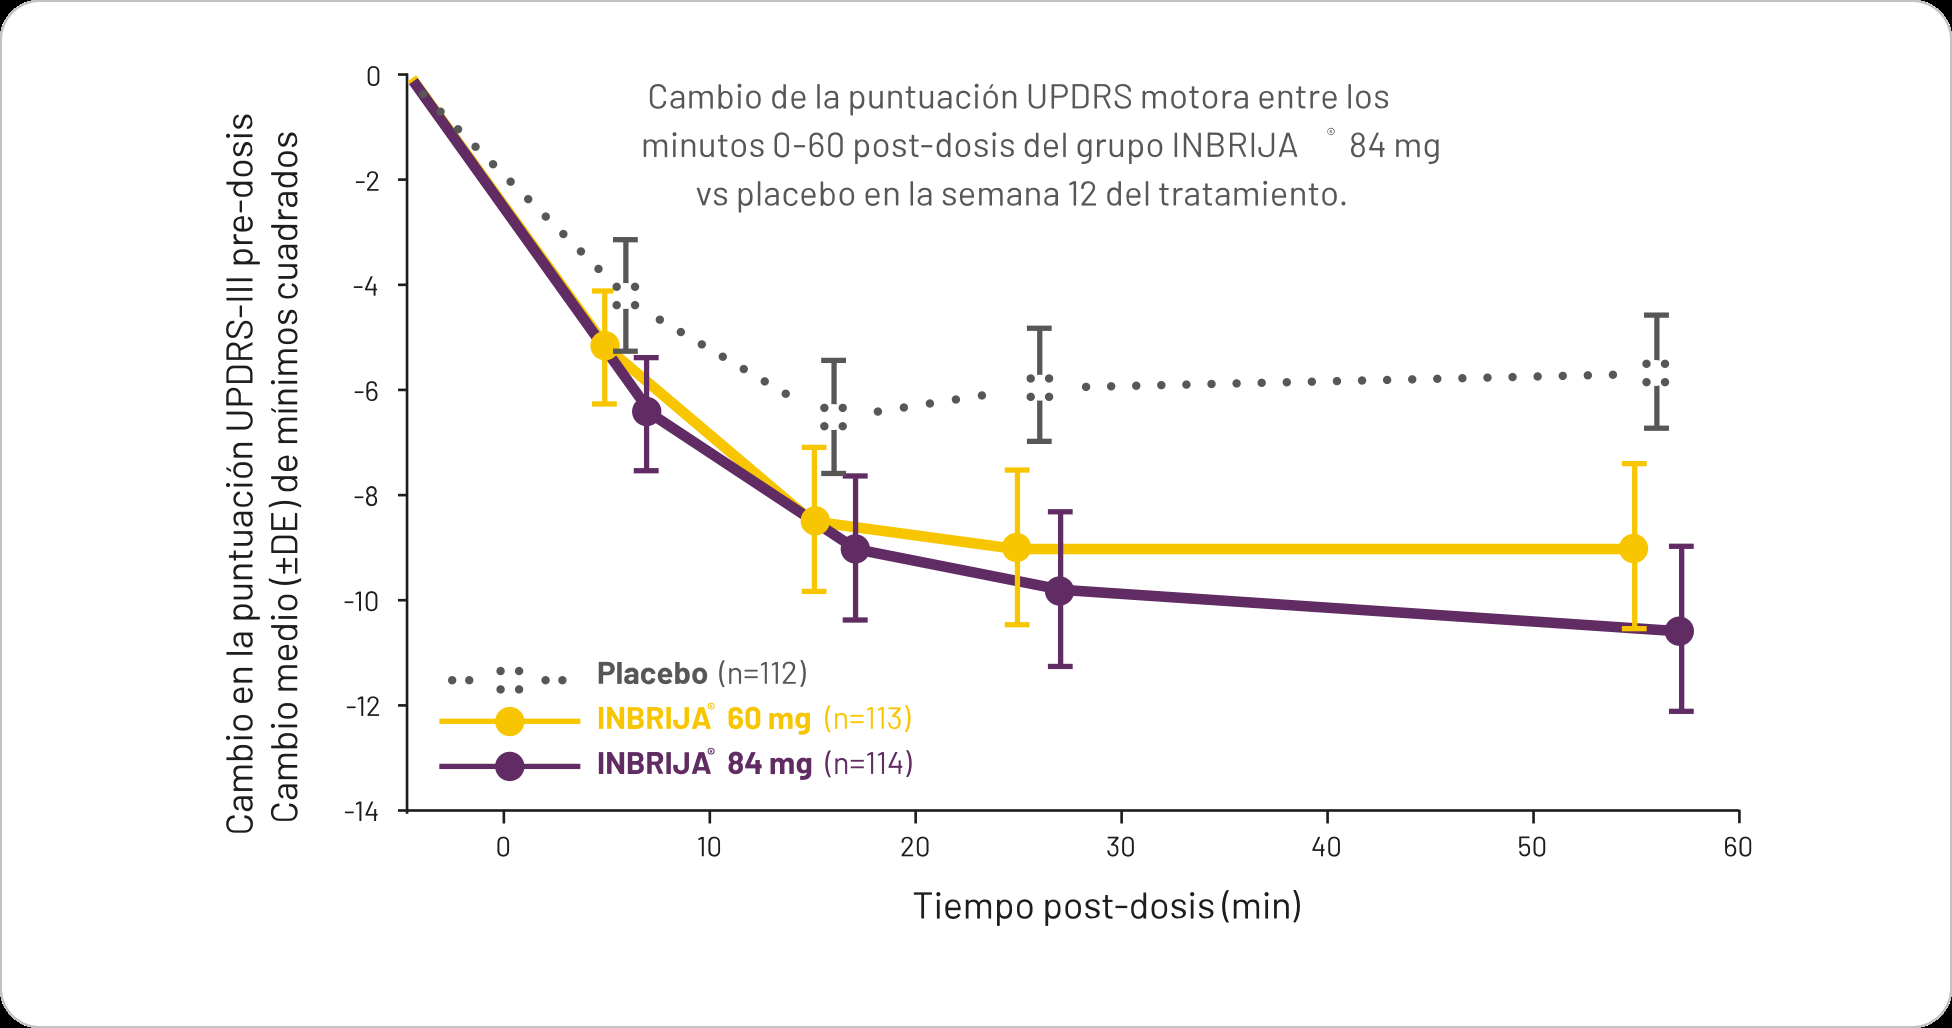 Cambio de la puntuación UPDRS motora entre los
minutos 0-60 post-dosis del grupo INBRIJA ® 84 mg
vs placebo en la semana 12 del tratamiento.
Cambio en la puntuación UPDRS-III pre-dosis
Cambio medio (±DE) de mínimos cuadrados
0
-2
-4
-6
-8
-10
-12
-14
Placebo (n=112)
INBRIJA® 60 mg (n=113)
INBRIJA® 84 mg (n=114)
0 10 20 30 40 50 60
Tiempo post-dosis (min)